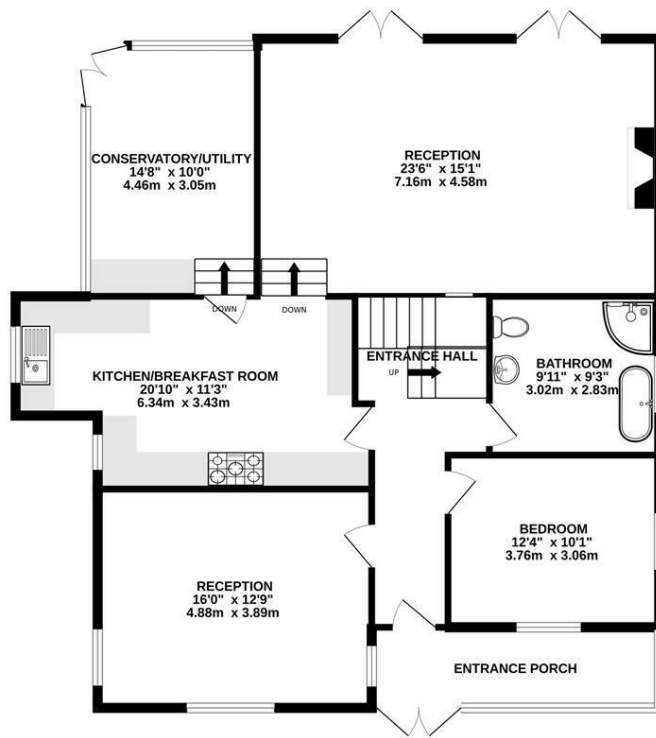 CONSERVATORY/UTILITY
14'8" x 10'0"
4.46m x 3.05m
RECEPTION
23'6" x 15'1"
7.16m x 4.58m
DOWN
DOWN
KITCHEN/BREAKFAST ROOM
20'10" x 11'3"
6.34m x 3.43m
ENTRANCE HALL
UP
BATHROOM
9'11" x 9'3"
3.02m x 2.83m
BEDROOM
12'4" x 10'1"
3.76m x 3.06m
RECEPTION
16'0" x 12'9"
4.88m x 3.89m
ENTRANCE PORCH